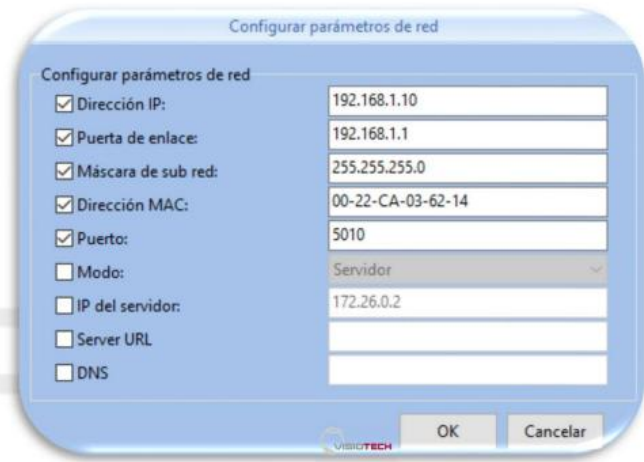 Configurar parámetros de red
Configurar parámetros de red
Dirección IP: 192.168.1.10
Puerta de enlace: 192.168.1.1
Máscara de sub red: 255.255.255.0
Dirección MAC: 00-22-CA-03-62-14
Puerto: 5010
Modo: Servidor
IP del servidor: 172.26.0.2
Server URL
DNS
OK Cancelar
VISIOTECH